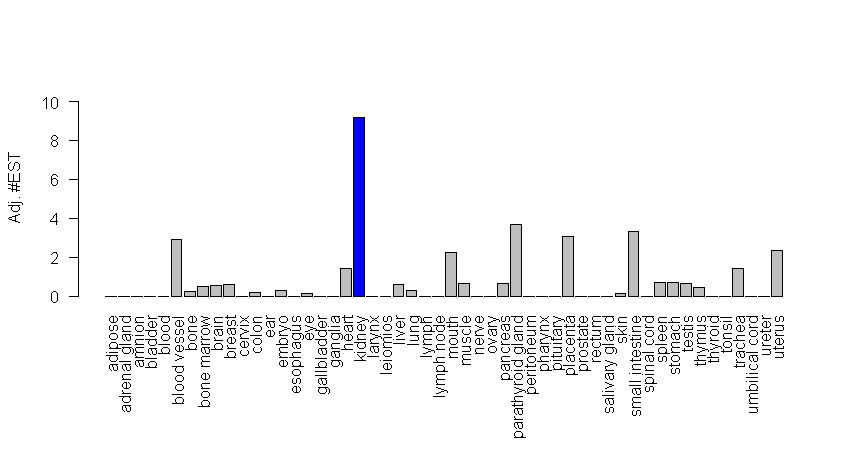 10
8
6
4
2
0
Adj. #EST
adipose
adrenal gland
amnion
bladder
blood
blood vessel
bone
bone marrow
brain
breast
cervix
colon
ear
embryo
esophagus
eye
gallbladder
ganglia
heart
kidney
larynx
leiomios
liver
lung
lymph
lymph node
mouth
muscle
nerve
ovary
pancreas
parathyroid gland
peritoneum
pharynx
pituitary
placenta
prostate
rectum
salivary gland
skin
small intestine
spinal cord
spleen
stomach
testis
thymus
thyroid
tonsil
trachea
umbilical cord
ureter
uterus